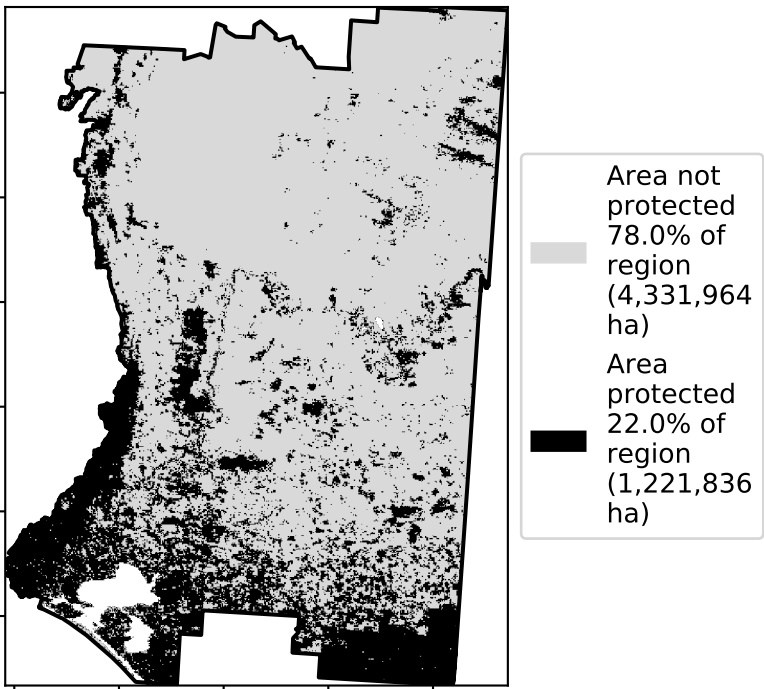 Area not
protected
78.0% of
region
(4,331,964
ha)
Area
protected
22.0% of
region
(1,221,836
ha)